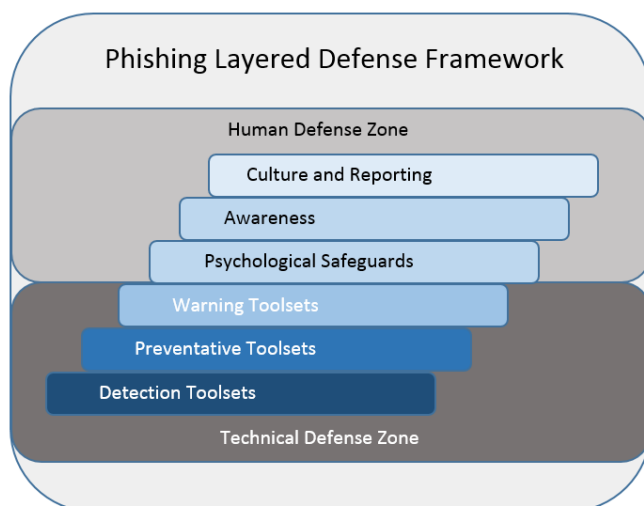 Phishing Layered Defense Framework
Human Defense Zone
Culture and Reporting
Awareness
Psychological Safeguards
Warning Toolsets
Preventative Toolsets
Detection Toolsets
Technical Defense Zone